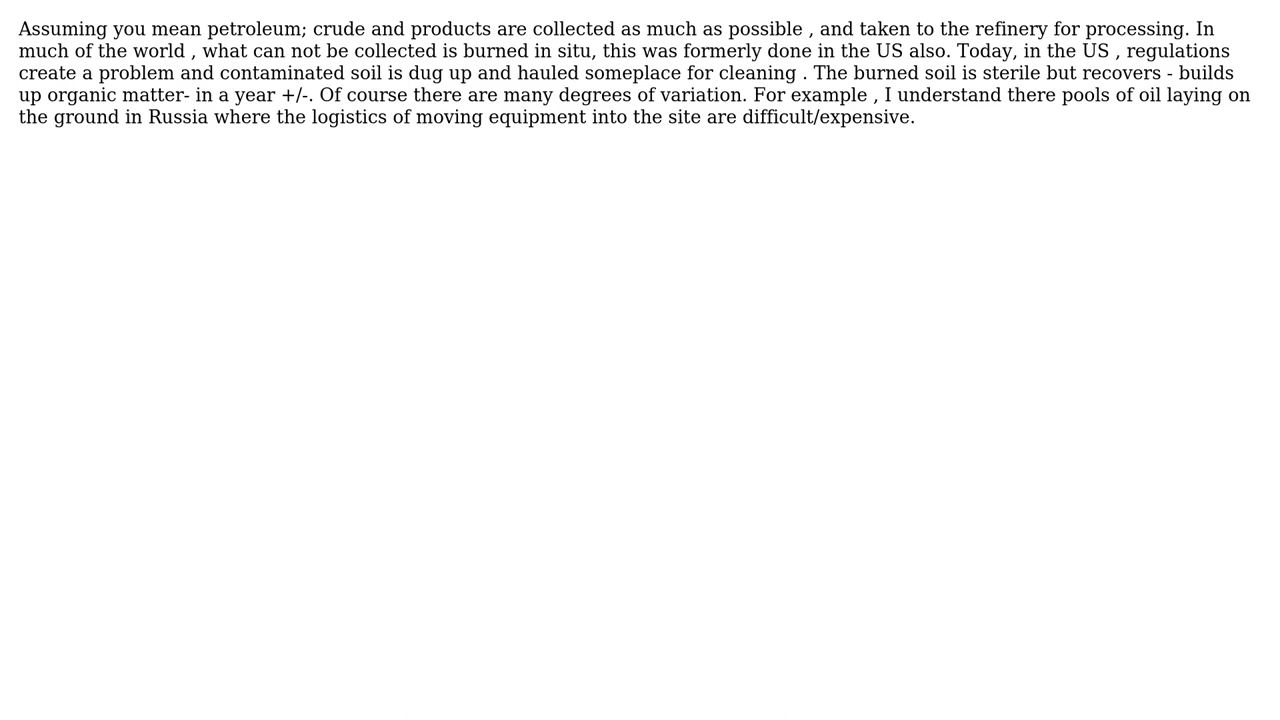 Assuming you mean petroleum; crude and products are collected as much as possible , and taken to the refinery for processing. In
much of the world , what can not be collected is burned in situ, this was formerly done in the US also. Today, in the US , regulations
create a problem and contaminated soil is dug up and hauled someplace for cleaning . The burned soil is sterile but recovers - builds
up organic matter- in a year +/-. Of course there are many degrees of variation. For example , I understand there pools of oil laying on
the ground in Russia where the logistics of moving equipment into the site are difficult/expensive.